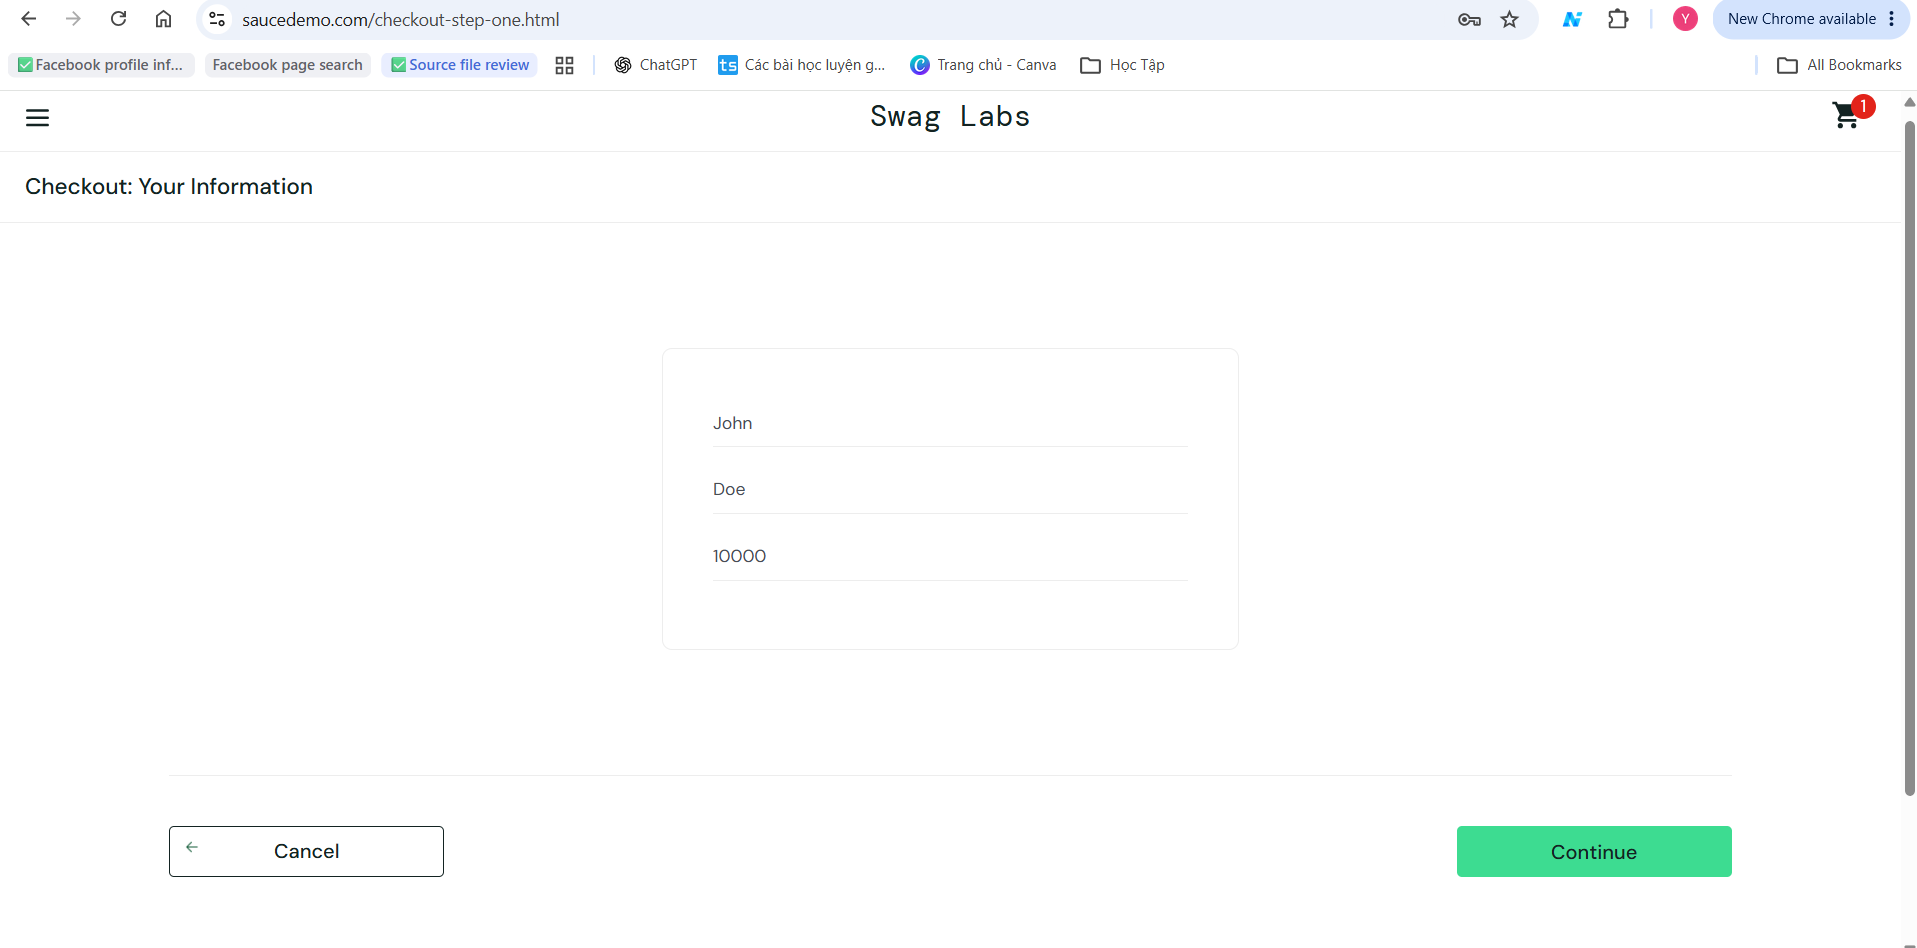 saucedemo.com/checkout-step-one.html
Y
New Chrome available
Facebook profile inf...
Facebook page search
Source file review
ChatGPT
ts
Các bài học luyện g...
Trang chủ - Canva
Học Tập
All Bookmarks
Swag Labs
1
Checkout: Your Information
John
Doe
10000
Cancel
Continue